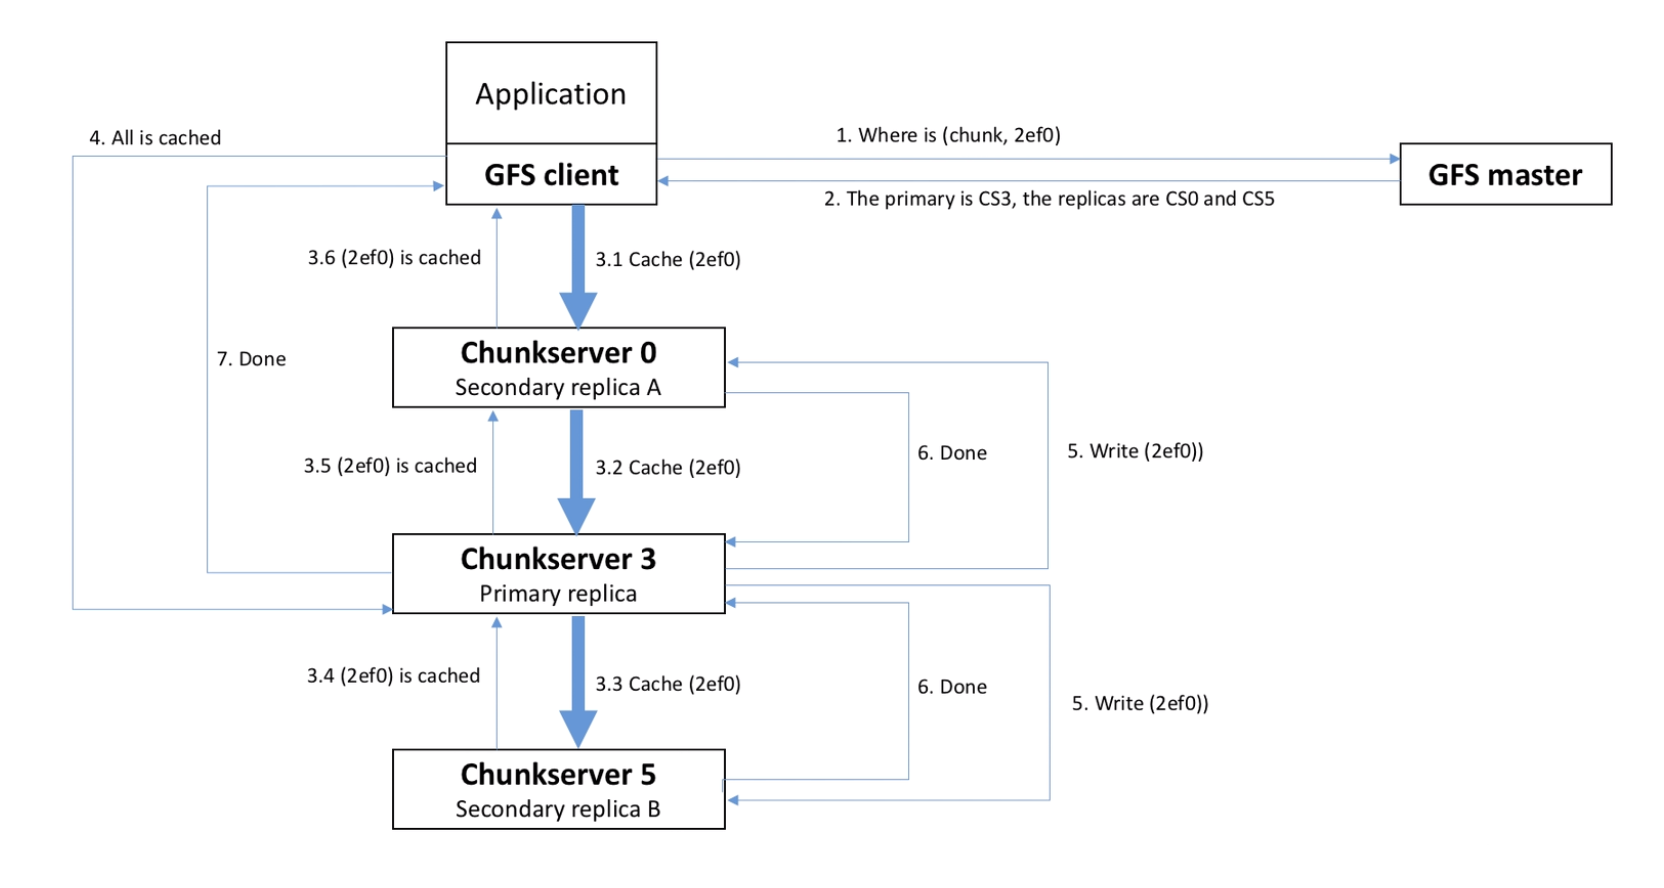 Application
4. All is cached
1. Where is (chunk, 2ef0)
GFS client
GFS master
2. The primary is CS3, the replicas are CS0 and CS5
3.6 (2ef0) is cached
3.1 Cache (2ef0)
Chunkserver 0
Secondary replica A
7. Done
6. Done
5. Write (2ef0))
3.5 (2ef0) is cached
3.2 Cache (2ef0)
Chunkserver 3
Primary replica
3.4 (2ef0) is cached
3.3 Cache (2ef0)
6. Done
5. Write (2ef0))
Chunkserver 5
Secondary replica B